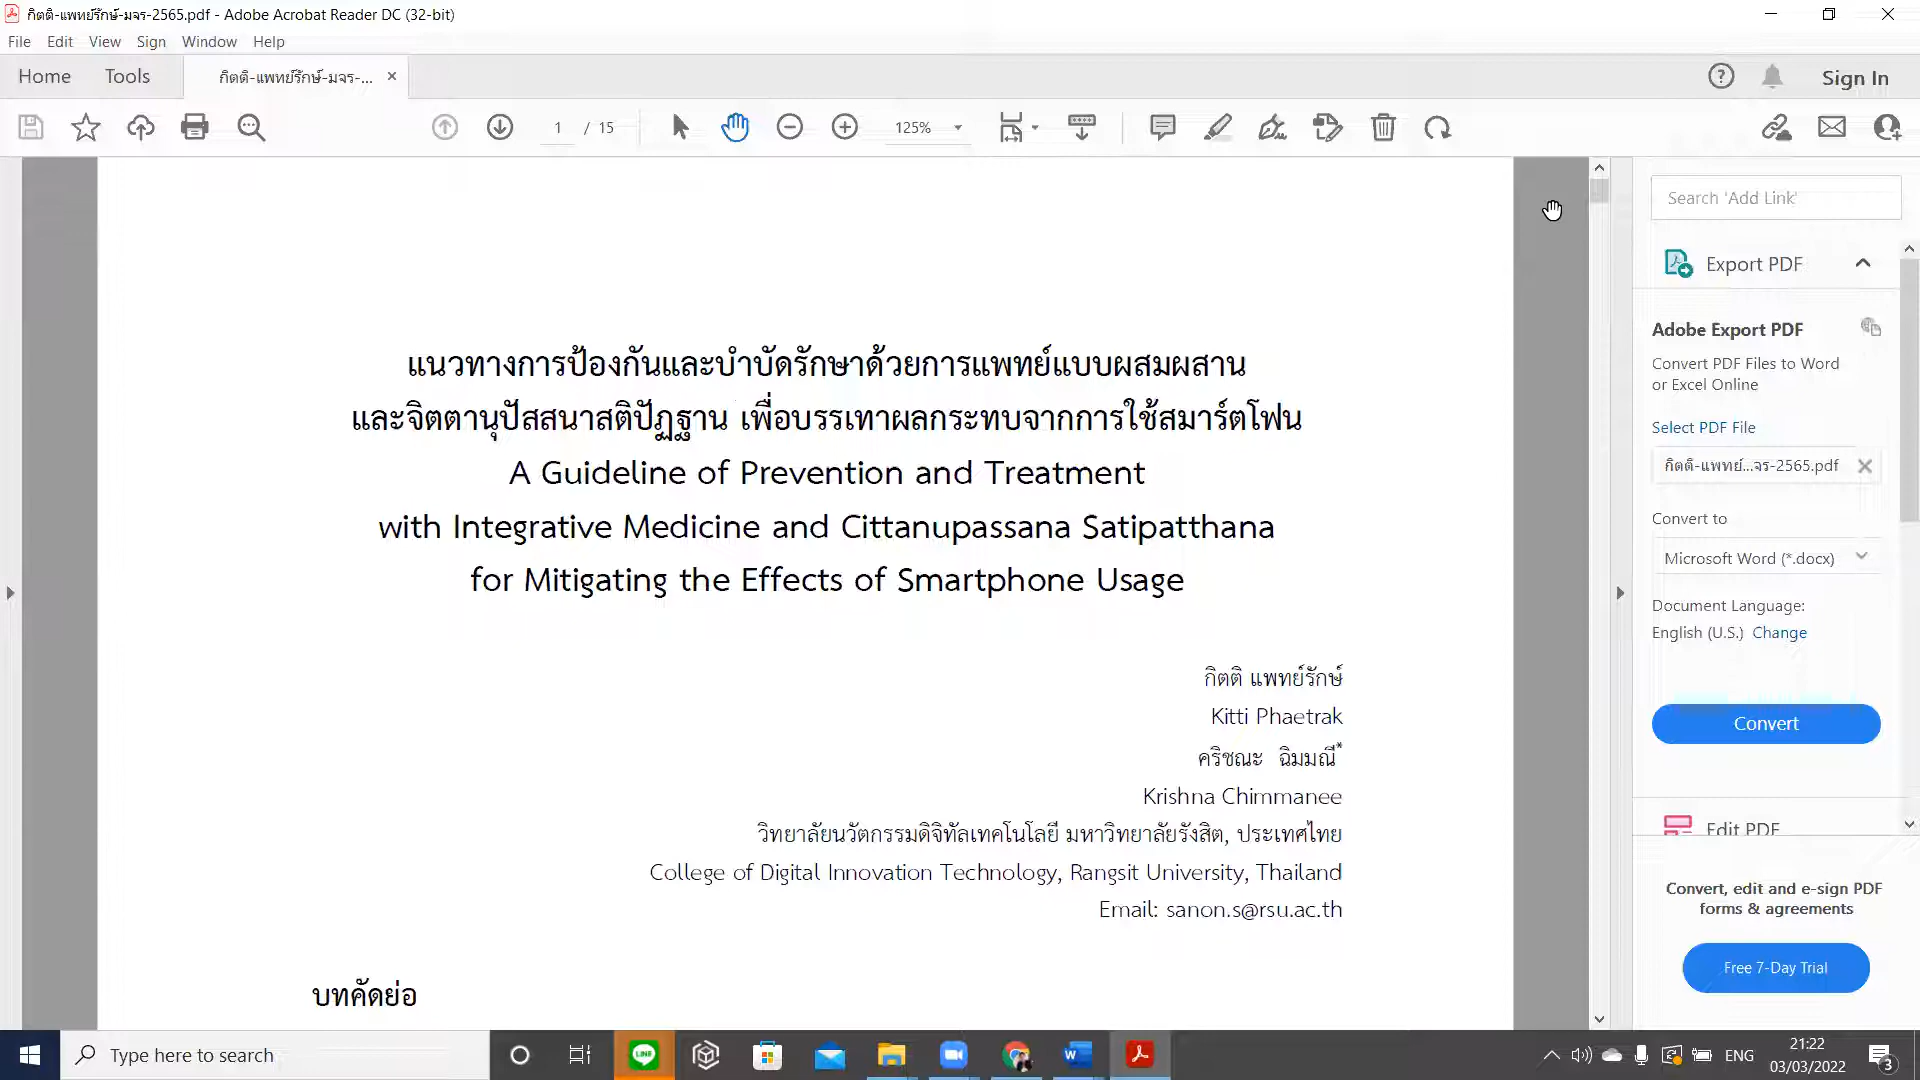 กิตติ-แพทย์รักษ์-มจร-2565.pdf - Adobe Acrobat Reader DC (32-bit)
File Edit View Sign Window Help
Home Tools กิตติ-แพทย์รักษ์-มจร-... × Sign In
1 / 15 125%
Search 'Add Link'
Export PDF
Adobe Export PDF
Convert PDF Files to Word
or Excel Online
Select PDF File
กิตติ-แพทย์...จร-2565.pdf
Convert to
Microsoft Word (*.docx)
Document Language:
English (U.S.) Change
Convert
Edit PDF
Convert, edit and e-sign PDF
forms & agreements
Free 7-Day Trial
แนวทางการป้องกันและบำบัดรักษาด้วยการแพทย์แบบผสมผสาน
และจิตตานุปัสสนาสติปัฏฐาน เพื่อบรรเทาผลกระทบจากการใช้สมาร์ตโฟน
A Guideline of Prevention and Treatment
with Integrative Medicine and Cittanupassana Satipatthana
for Mitigating the Effects of Smartphone Usage
กิตติ แพทย์รักษ์
Kitti Phaetrak
คริชณะ ฉิมมณี*
Krishna Chimmanee
วิทยาลัยนวัตกรรมดิจิทัลเทคโนโลยี มหาวิทยาลัยรังสิต, ประเทศไทย
College of Digital Innovation Technology, Rangsit University, Thailand
Email: sanon.s@rsu.ac.th
บทคัดย่อ
Type here to search
LINE
ENG
21:22
03/03/2022
3